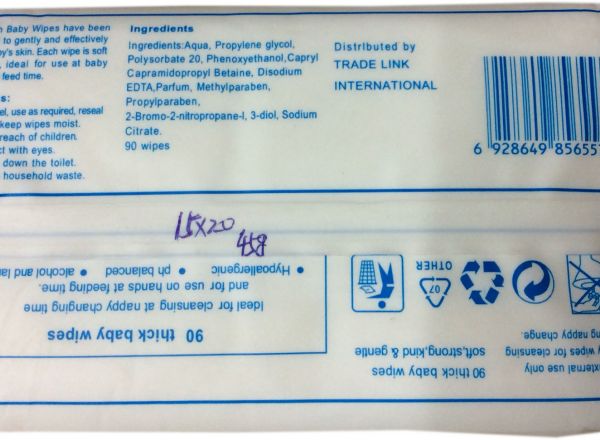 n Baby Wipes have been
to gently and effectively
y's skin. Each wipe is soft
, ideal for use at baby
feed time.
s:
el, use as required, reseal
keep wipes moist.
reach of children.
ct with eyes.
down the toilet.
household waste.
Ingredients
Ingredients:Aqua, Propylene glycol,
Polysorbate 20, Phenoxyethanol,Capryl
Capramidopropyl Betaine, Disodium
EDTA,Parfum, Methylparaben,
Propylparaben,
2-Bromo-2-nitropropane-l, 3-diol, Sodium
Citrate.
90 wipes
Distributed by
TRADE LINK
INTERNATIONAL
6 928649 85655
15X20
458
90 thick baby wipes
Ideal for cleansing at nappy changing time
and for use on hands at feeding time.
• Hypoallergenic • ph balanced • alcohol and lan
07
OTHER
90 thick baby wipes
soft,strong,kind & gentle
external use only
y wipes for cleansing
g nappy change.